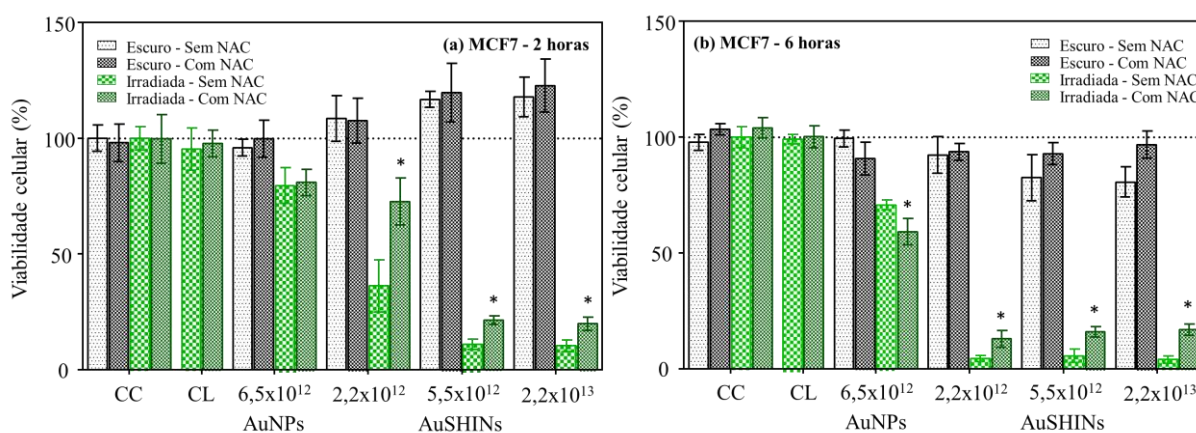 150
100
50
0
Viabilidade celular (%)
Escuro - Sem NAC
Escuro - Com NAC
Irradiada - Sem NAC
Irradiada - Com NAC
(a) MCF7 - 2 horas
*
*
*
CC CL 6,5x10¹² 2,2x10¹² 5,5x10¹² 2,2x10¹³
AuNPs AuSHINs
150
100
50
0
Viabilidade celular (%)
(b) MCF7 - 6 horas
Escuro - Sem NAC
Escuro - Com NAC
Irradiada - Sem NAC
Irradiada - Com NAC
*
*
*
*
CC CL 6,5x10¹² 2,2x10¹² 5,5x10¹² 2,2x10¹³
AuNPs AuSHINs